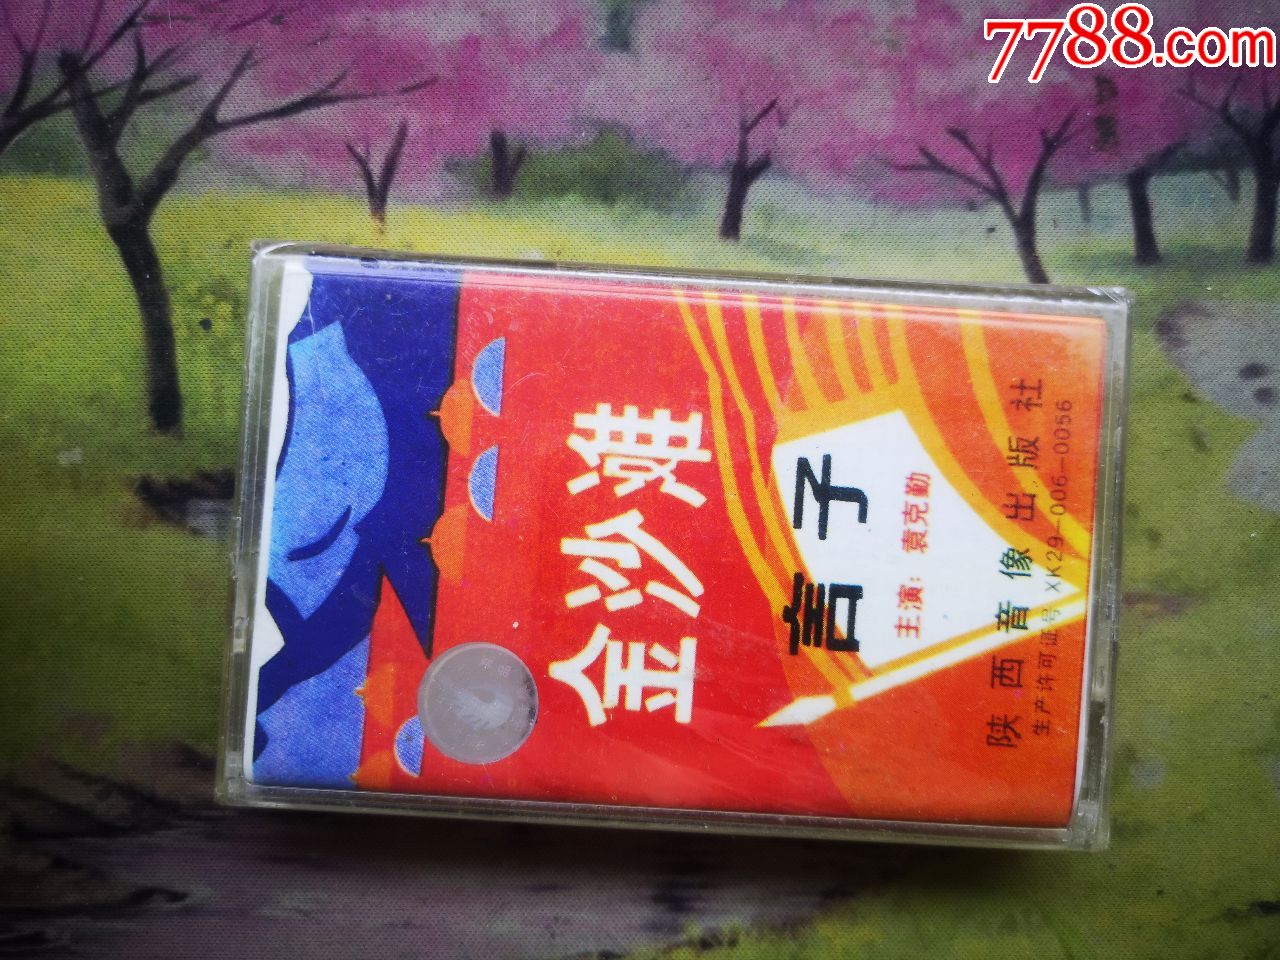 7788.com
金沙滩
言子
主演：袁克勤
陕西音像出版社
生产许可证号 XK29-006-0056